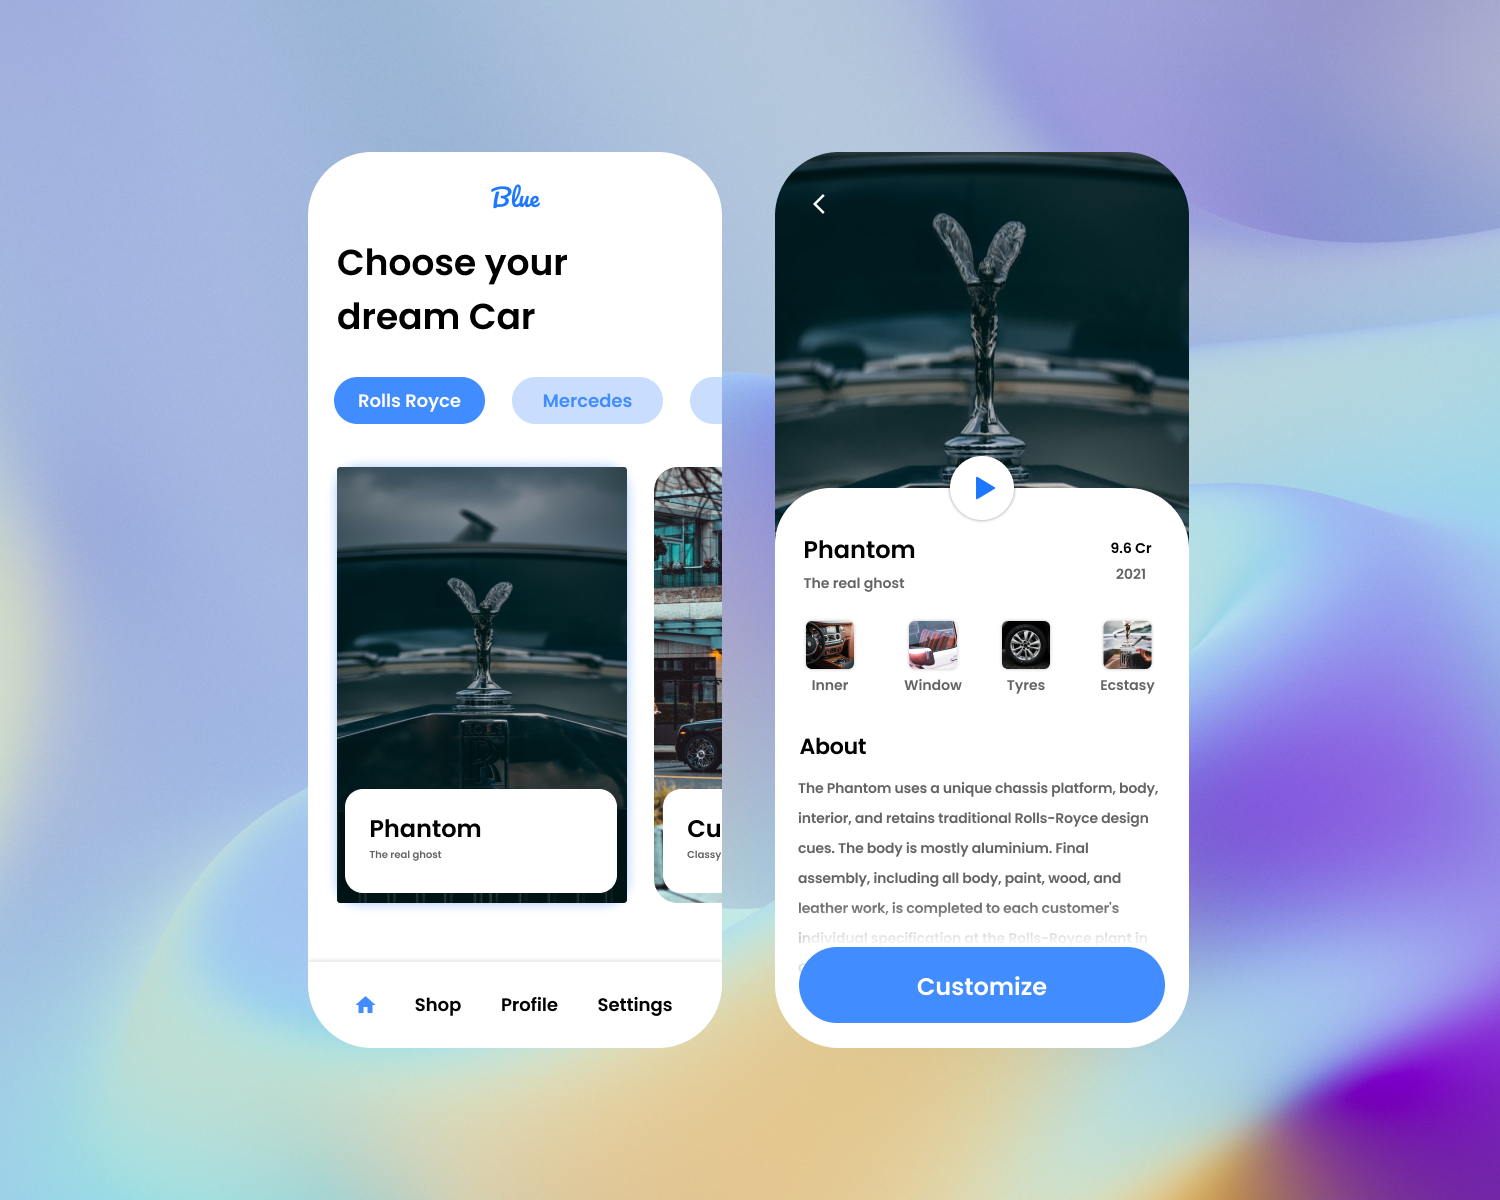 Blue
Choose your
dream Car
Rolls Royce
Mercedes
Phantom
The real ghost
Cu
Classy
Shop
Profile
Settings
Phantom
9.6 Cr
The real ghost
2021
Inner
Window
Tyres
Ecstasy
About
The Phantom uses a unique chassis platform, body,
interior, and retains traditional Rolls-Royce design
cues. The body is mostly aluminium. Final
assembly, including all body, paint, wood, and
leather work, is completed to each customer's
individual specification at the Rolls-Royce plant in
Customize